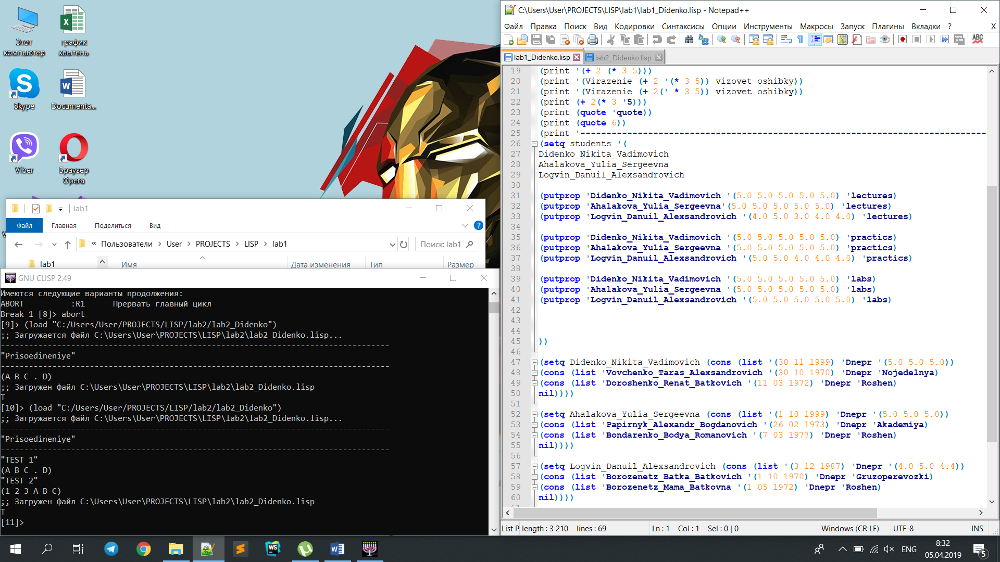 Этот
компьютер
график
квітень
Skype
Documenta...
Viber
Браузер
Opera
lab1
Файл Главная Поделиться Вид
« Пользователи > User > PROJECTS > LISP > lab1
Поиск: lab1
lab1
Имя Дата изменения Тип Размер
GNU CLISP 2.49
Имеются следующие варианты продолжения:
ABORT          :R1      Прервать главный цикл
Break 1 [8]> abort
[9]> (load "C:/Users/User/PROJECTS/LISP/lab2/lab2_Didenko")
;; Загружается файл C:\Users\User\PROJECTS\LISP\lab2\lab2_Didenko.lisp...
-----------------------------------------------------------------------------------
"Prisoedineniye"
-----------------------------------------------------------------------------------
(A B C . D)
;; Загружен файл C:\Users\User\PROJECTS\LISP\lab2\lab2_Didenko.lisp
T
[10]> (load "C:/Users/User/PROJECTS/LISP/lab2/lab2_Didenko")
;; Загружается файл C:\Users\User\PROJECTS\LISP\lab2\lab2_Didenko.lisp...
-----------------------------------------------------------------------------------
"Prisoedineniye"
-----------------------------------------------------------------------------------
"TEST 1"
(A B C . D)
"TEST 2"
(1 2 3 A B C)
;; Загружен файл C:\Users\User\PROJECTS\LISP\lab2\lab2_Didenko.lisp
T
[11]>
C:\Users\User\PROJECTS\LISP\lab1\lab1_Didenko.lisp - Notepad++
Файл Правка Поиск Вид Кодировки Синтаксисы Опции Инструменты Макросы Запуск Плагины Вкладки ? X
ABC
lab1_Didenko.lisp lab2_Didenko.lisp
19 (print '(+ 2 (* 3 5)))
20 (print '(Virazenie (+ 2 '(* 3 5)) vizovet oshibky))
21 (print '(Virazenie (+ 2(' * 3 5)) vizovet oshibky))
22 (print (+ 2(* 3 '5)))
23 (print (quote 'quote))
24 (print (quote 6))
25 (print '------------------------------------------------------------------------------
26 (setq students '(
27 Didenko_Nikita_Vadimovich
28 Ahalakova_Yulia_Sergeevna
29 Logvin_Danuil_Alexsandrovich
30
31 (putprop 'Didenko_Nikita_Vadimovich '(5.0 5.0 5.0 5.0 5.0) 'lectures)
32 (putprop 'Ahalakova_Yulia_Sergeevna'(5.0 5.0 5.0 5.0 5.0) 'lectures)
33 (putprop 'Logvin_Danuil_Alexsandrovich '(4.0 5.0 3.0 4.0 4.0) 'lectures)
34
35 (putprop 'Didenko_Nikita_Vadimovich '(5.0 5.0 5.0 5.0 5.0) 'practics)
36 (putprop 'Ahalakova_Yulia_Sergeevna '(5.0 5.0 5.0 5.0 5.0) 'practics)
37 (putprop 'Logvin_Danuil_Alexsandrovich '(5.0 5.0 4.0 4.0 4.0) 'practics)
38
39 (putprop 'Didenko_Nikita_Vadimovich '(5.0 5.0 5.0 5.0 5.0) 'labs)
40 (putprop 'Ahalakova_Yulia_Sergeevna '(5.0 5.0 5.0 5.0 5.0) 'labs)
41 (putprop 'Logvin_Danuil_Alexsandrovich '(5.0 5.0 5.0 5.0 5.0) 'labs)
42
43
44
45 ))
46
47 (setq Didenko_Nikita_Vadimovich (cons (list '(30 11 1999) 'Dnepr '(5.0 5.0 5.0))
48 (cons (list 'Vovchenko_Taras_Alexsandrovich '(30 10 1970) 'Dnepr 'Nojedelnya)
49 (cons (list 'Doroshenko_Renat_Batkovich '(11 03 1972) 'Dnepr 'Roshen)
50 nil))))
51
52 (setq Ahalakova_Yulia_Sergeevna (cons (list '(1 10 1999) 'Dnepr '(5.0 5.0 5.0))
53 (cons (list 'Papirnyk_Alexandr_Bogdanovich '(26 02 1973) 'Dnepr 'Akademiya)
54 (cons (list 'Bondarenko_Bodya_Romanovich '(7 03 1977) 'Dnepr 'Roshen)
55 nil))))
56
57 (setq Logvin_Danuil_Alexsandrovich (cons (list '(3 12 1987) 'Dnepr '(4.0 5.0 4.4))
58 (cons (list 'Borozenetz_Batka_Batkovich '(1 10 1970) 'Dnepr 'Gruzoperevozki)
59 (cons (list 'Borozenetz_Mama_Batkovna '(1 05 1972) 'Dnepr 'Roshen)
60 nil))))
61
List P length : 3 210 lines : 69 Ln : 1 Col : 1 Sel : 0 | 0 Windows (CR LF) UTF-8 INS
ENG
8:32
05.04.2019
5